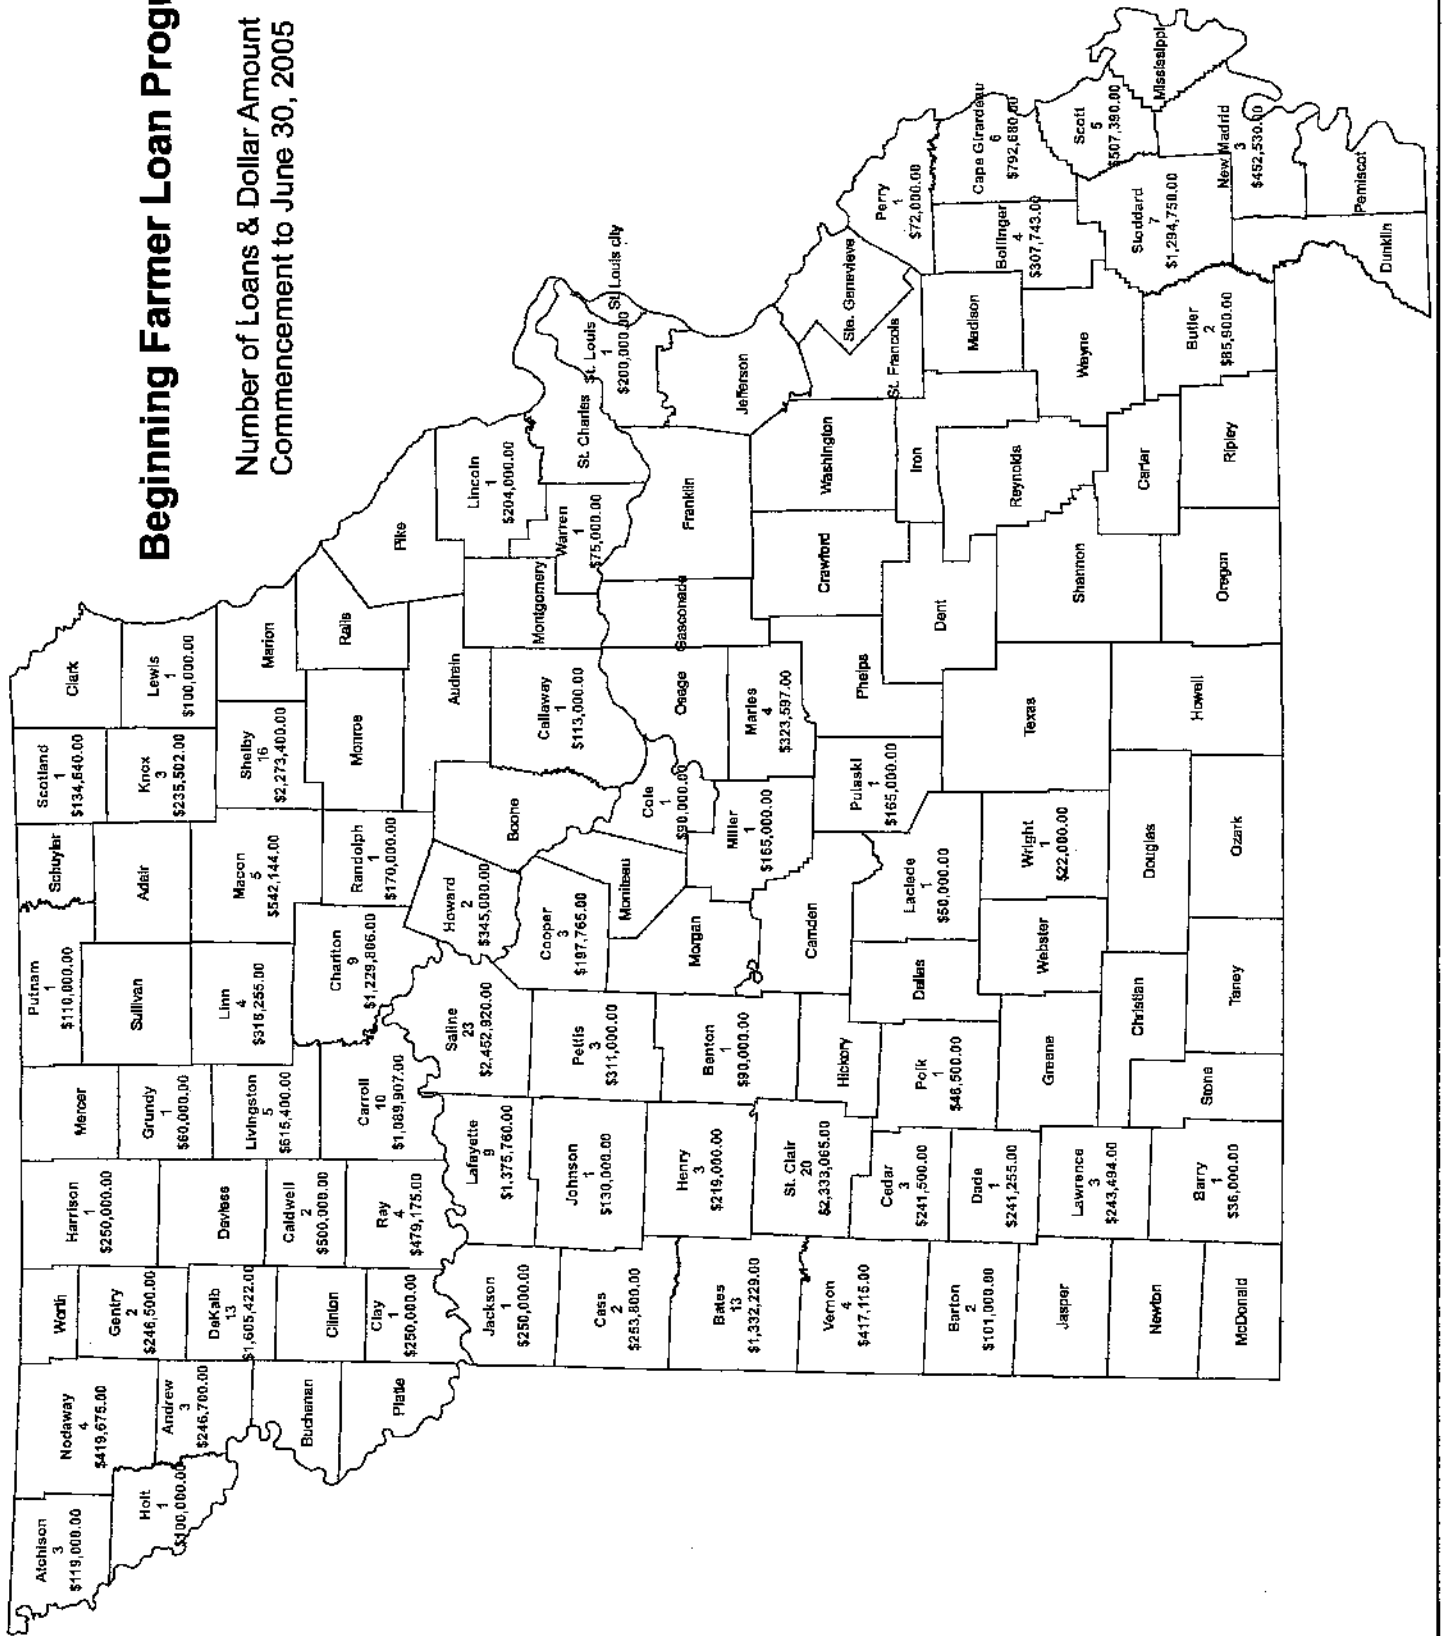 Beginning Farmer Loan Progr
Number of Loans & Dollar Amount
Commencement to June 30, 2005
Atchison
3
$119,000.00
Nodaway
4
$419,675.00
Holt
1
$100,000.00
Andrew
3
$246,700.00
Buchanan
Platte
Worth
Gentry
2
$246,500.00
DeKalb
13
$1,605,422.00
Clinton
Clay
1
$250,000.00
Harrison
1
$250,000.00
Daviess
Caldwell
2
$500,000.00
Ray
4
$479,175.00
Mercer
Grundy
1
$60,000.00
Livingston
5
$615,400.00
Carroll
10
$1,089,907.00
Putnam
1
$110,000.00
Sullivan
Linn
4
$315,255.00
Chariton
9
$1,229,806.00
Schuyler
Adair
Macon
5
$542,144.00
Randolph
1
$170,000.00
Howard
2
$345,000.00
Scotland
1
$134,640.00
Knox
3
$235,502.00
Shelby
16
$2,273,400.00
Monroe
Clark
Lewis
1
$100,000.00
Marion
Ralls
Pike
Audrain
Boone
Callaway
1
$113,000.00
Montgomery
Lincoln
1
$204,000.00
Warren
1
$75,000.00
St. Charles
St. Louis
1
$200,000.00
St. Louis city
Jackson
1
$250,000.00
Lafayette
9
$1,375,760.00
Saline
23
$2,452,920.00
Cooper
3
$197,765.00
Moniteau
Cole
1
$90,000.00
Osage
Gasconade
Franklin
Jefferson
Cass
2
$253,800.00
Johnson
1
$130,000.00
Pettis
3
$311,000.00
Morgan
Miller
1
$165,000.00
Maries
4
$323,597.00
Bates
13
$1,332,229.00
Henry
3
$219,000.00
Benton
1
$90,000.00
Camden
Pulaski
1
$165,000.00
Phelps
Crawford
Washington
Ste. Genevieve
St. Francois
Perry
1
$72,000.00
Vernon
4
$417,115.00
St. Clair
20
$2,333,065.00
Hickory
Cedar
3
$241,500.00
Polk
1
$46,500.00
Dallas
Laclede
1
$50,000.00
Dent
Iron
Reynolds
Madison
Bollinger
4
$307,743.00
Cape Girardeau
6
$792,680.00
Barton
2
$101,000.00
Dade
1
$241,255.00
Greene
Webster
Wright
1
$22,000.00
Texas
Shannon
Carter
Wayne
Stoddard
7
$1,294,750.00
Scott
5
$507,390.00
Mississippi
Jasper
Lawrence
3
$243,494.00
Christian
Douglas
Howell
Oregon
Ripley
Butler
2
$85,900.00
New Madrid
3
$452,530.00
Newton
McDonald
Barry
1
$36,000.00
Stone
Taney
Ozark
Dunklin
Pemiscot